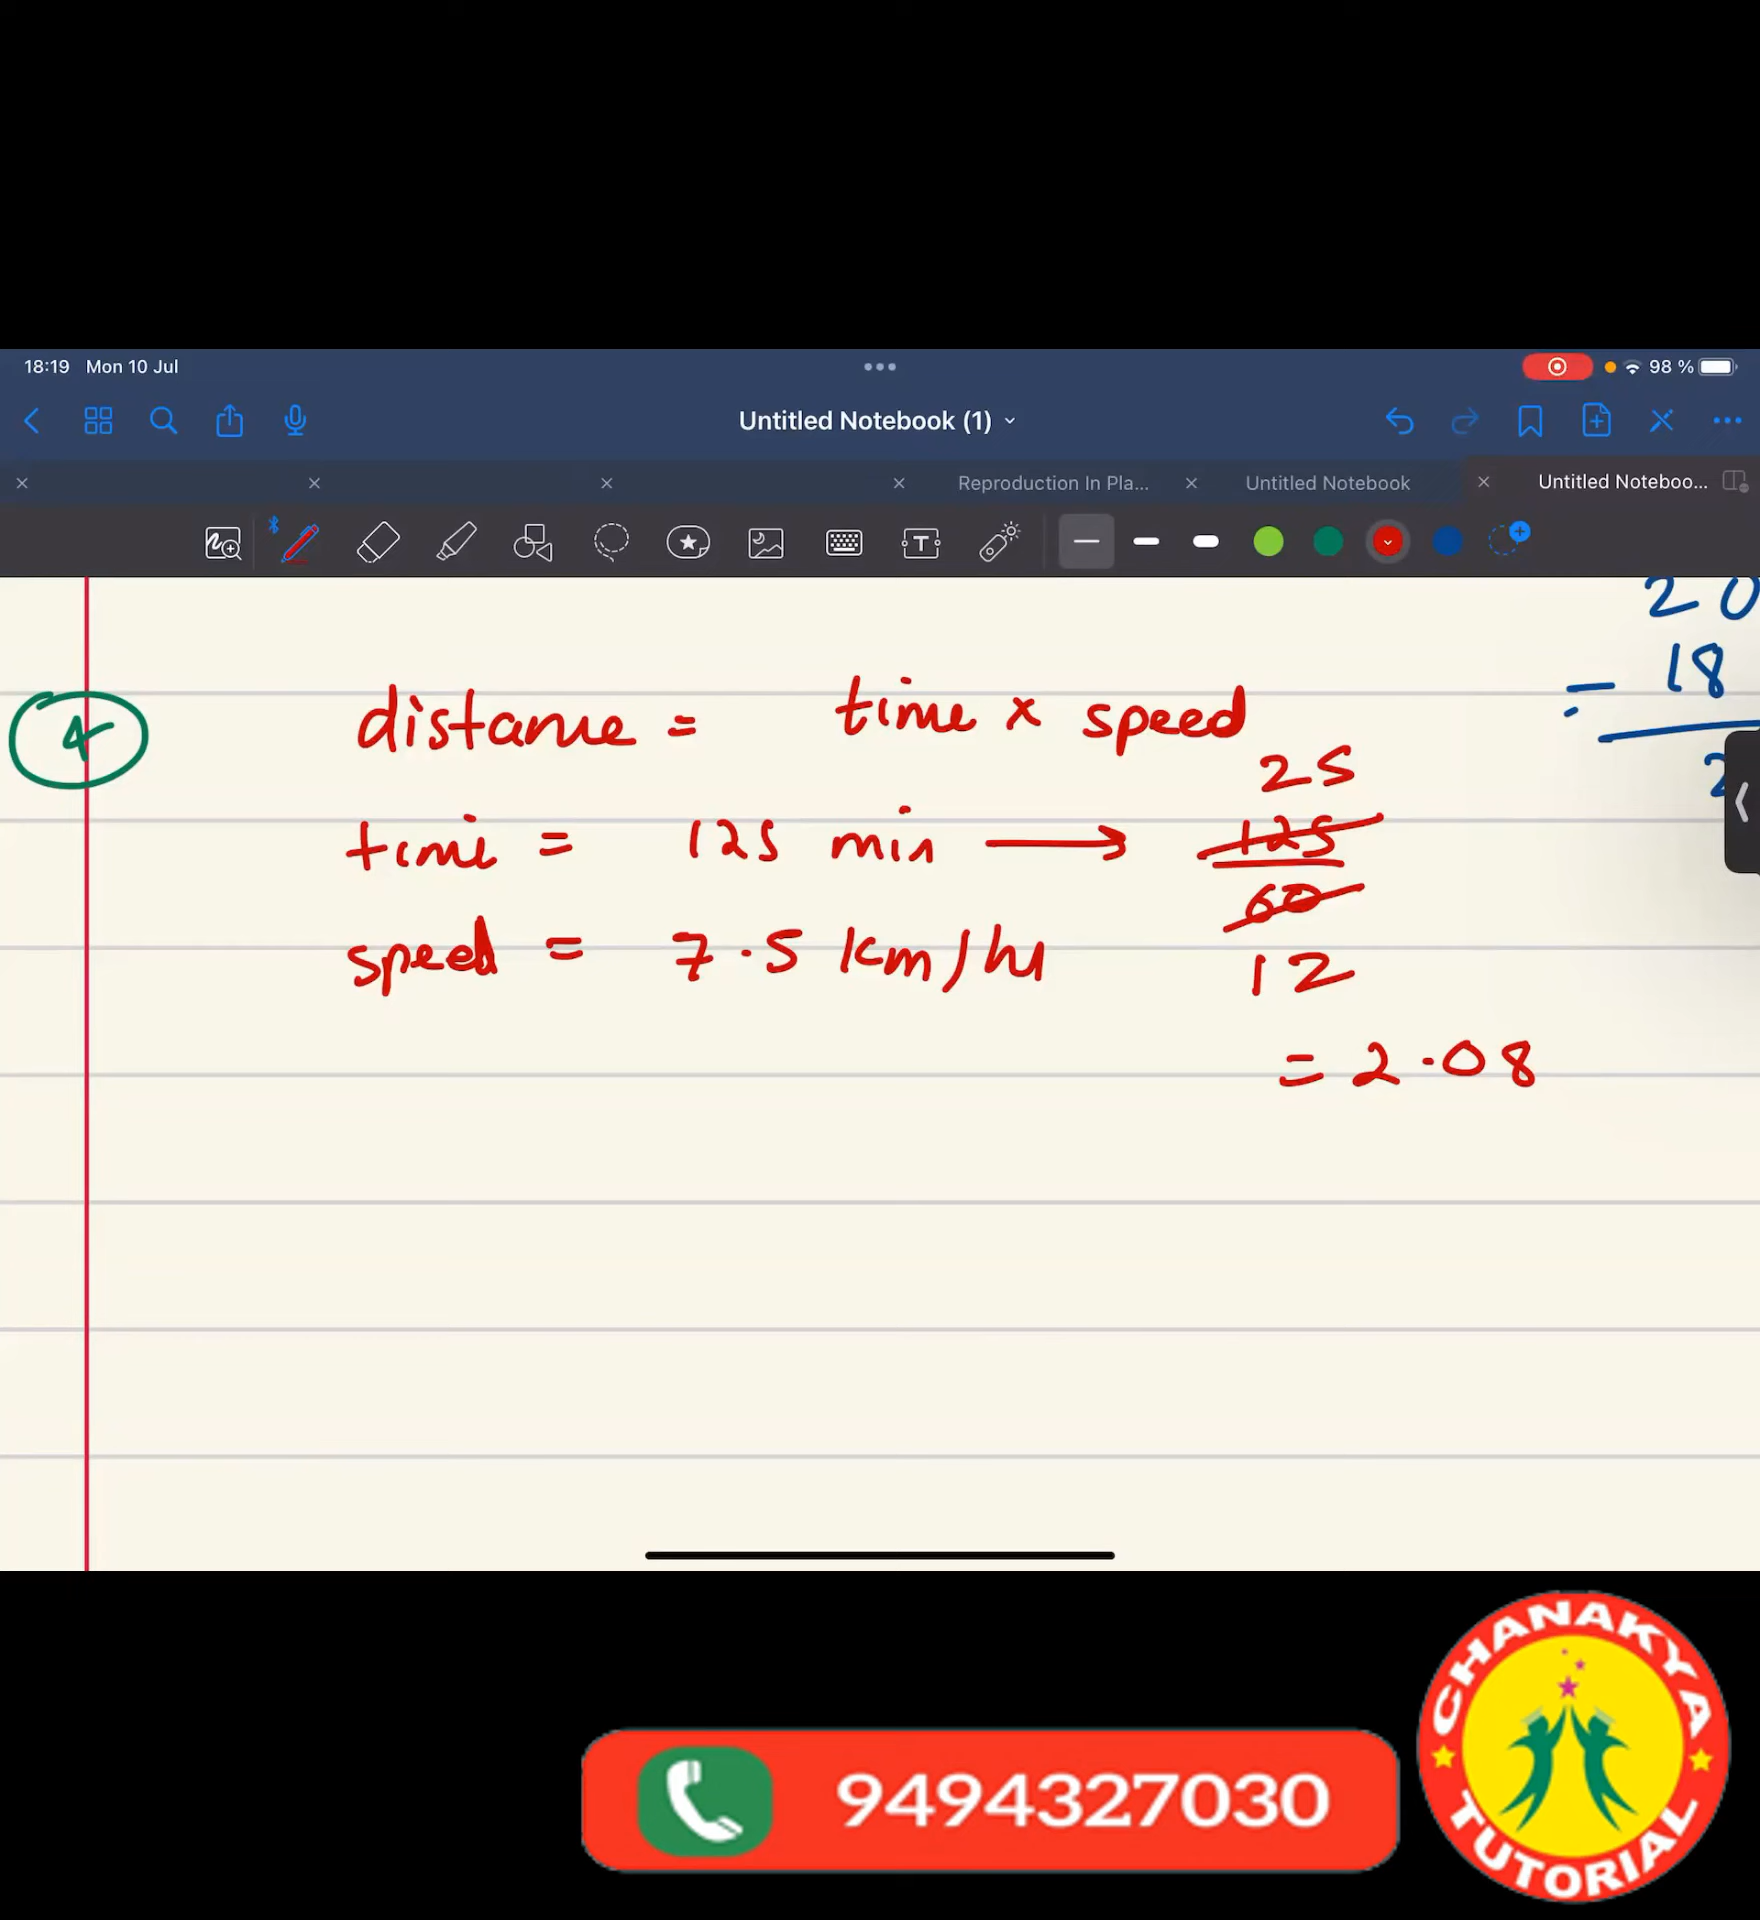 18:19 Mon 10 Jul
98 %
Untitled Notebook (1)
Reproduction In Pla... Untitled Notebook Untitled Noteboo...
20
- 18
2
4
distance = time x speed
time = 125 min → 25
125
60
12
speed = 7.5 km/hr
= 2.08
9494327030
CHANAKYA
TUTORIAL